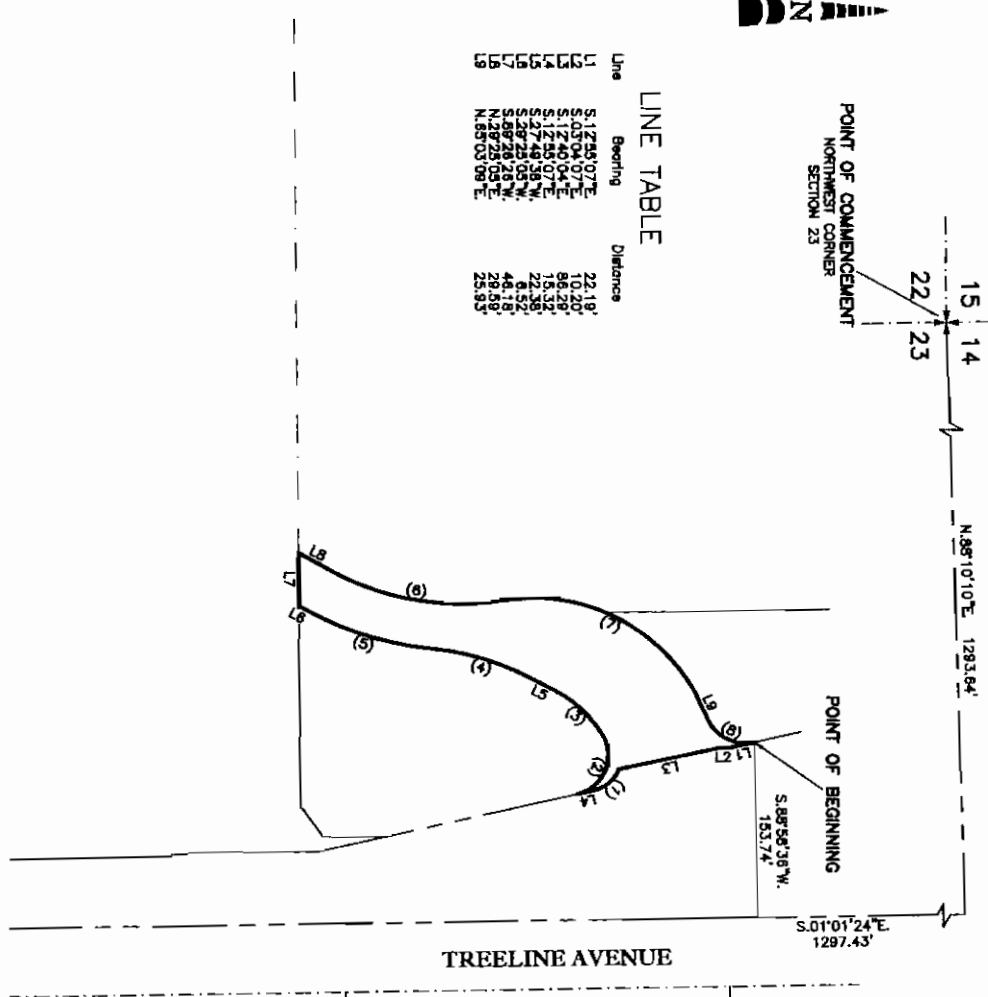 N
15
14
22
23
POINT OF COMMENCEMENT
NORTHWEST CORNER
SECTION 23
N.88°10'10"E. 1293.64'
LINE TABLE
Line Bearing Distance
L1 S.12°55'07"E. 22.19'
L2 S.03°04'07"E. 10.20'
L3 S.12°40'04"E. 86.29'
L4 S.12°55'07"E. 15.32'
L5 S.27°49'38"W. 22.38'
L6 S.29°25'05"W. 6.52'
L7 S.89°26'26"W. 46.18'
L8 N.29°25'05"E. 29.59'
L9 N.65°03'09"E. 25.93'
POINT OF BEGINNING
S.88°58'36"W.
153.74'
S.01°01'24"E.
1297.43'
L8
L7
L6
(6)
(5)
(7)
(4)
L5
(3)
L9
(8)
L1
L2
L3
(2)
(1)
L4
TREELINE AVENUE